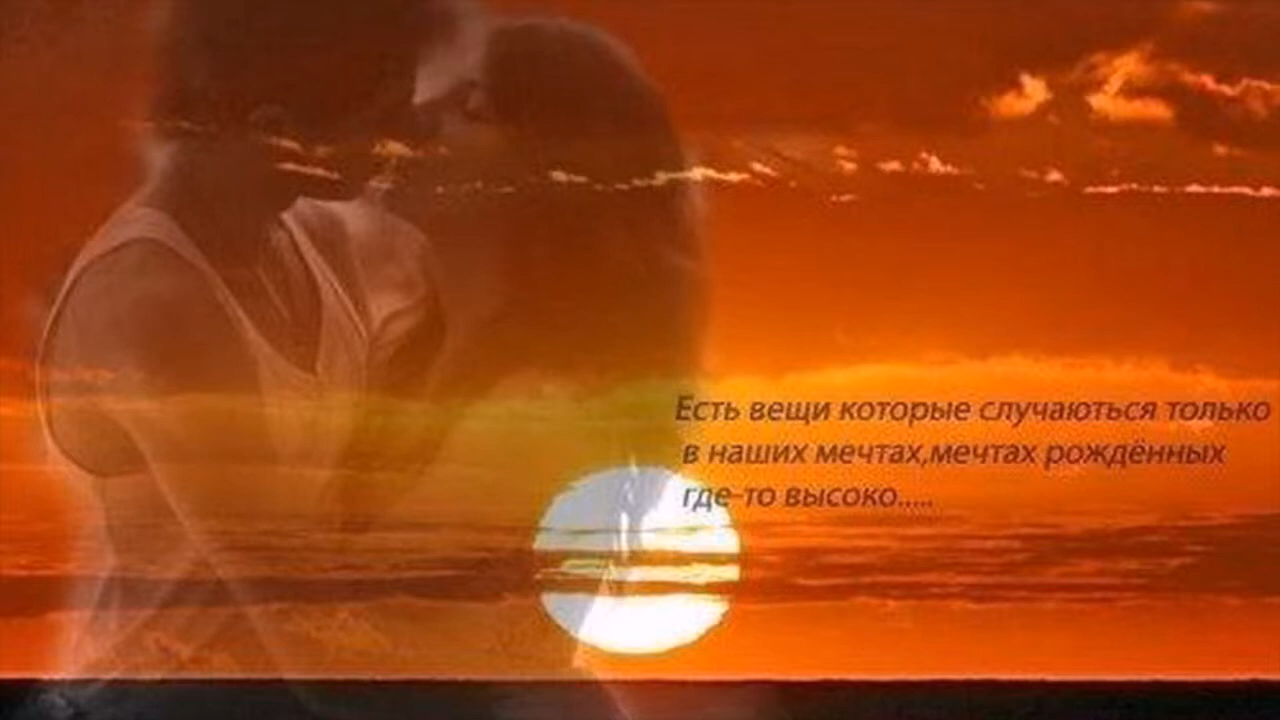 Есть вещи которые случаються только
в наших мечтах,мечтах рождённых
где-то высоко.....